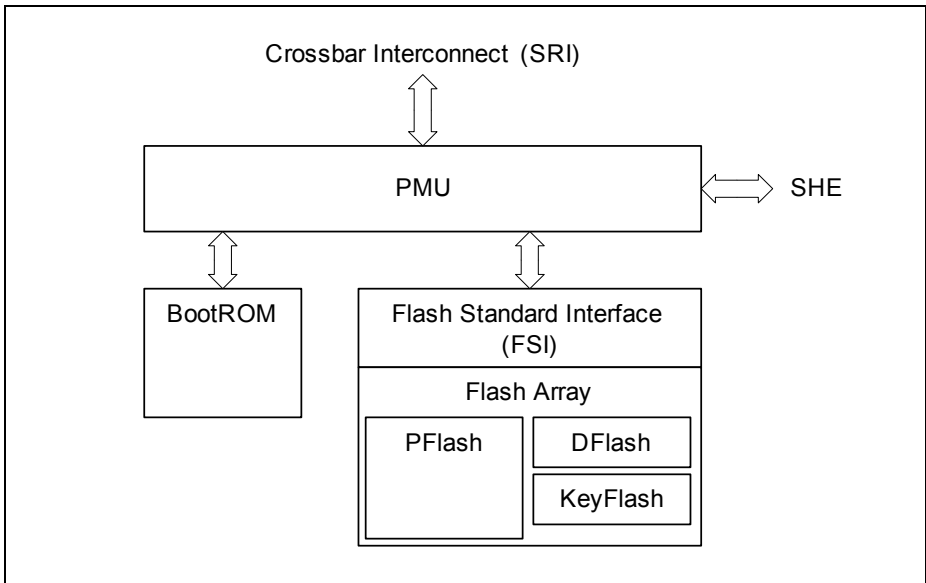 Crossbar Interconnect (SRI)
PMU
SHE
BootROM
Flash Standard Interface
(FSI)
Flash Array
PFlash
DFlash
KeyFlash